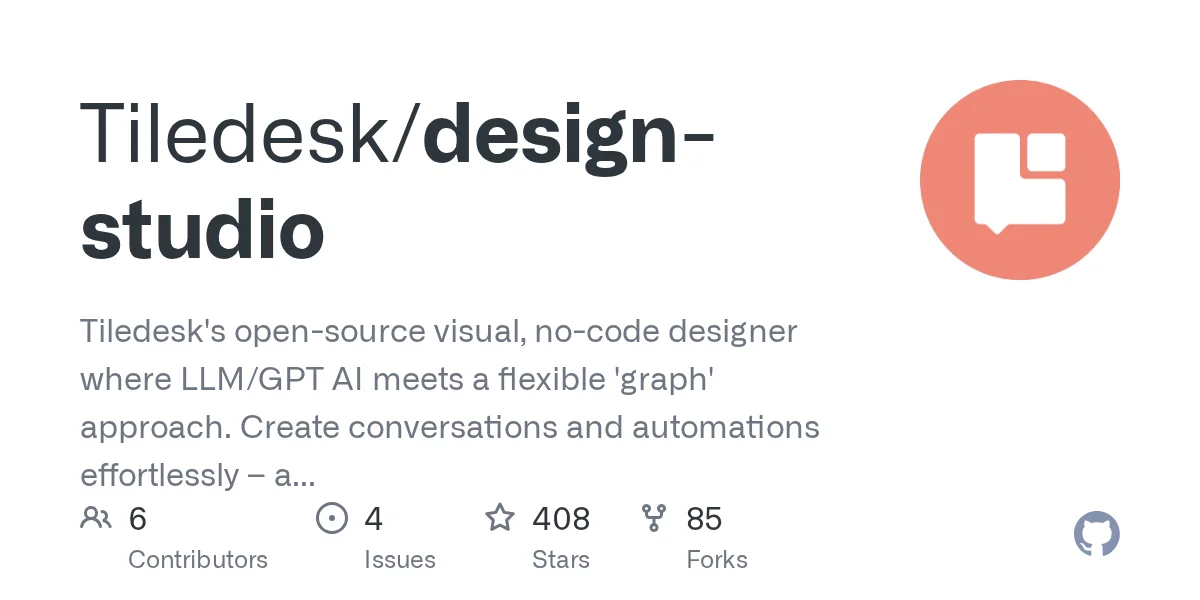 Tiledesk/design-
studio
Tiledesk's open-source visual, no-code designer
where LLM/GPT AI meets a flexible 'graph'
approach. Create conversations and automations
effortlessly – a...
6 4 408 85
Contributors Issues Stars Forks